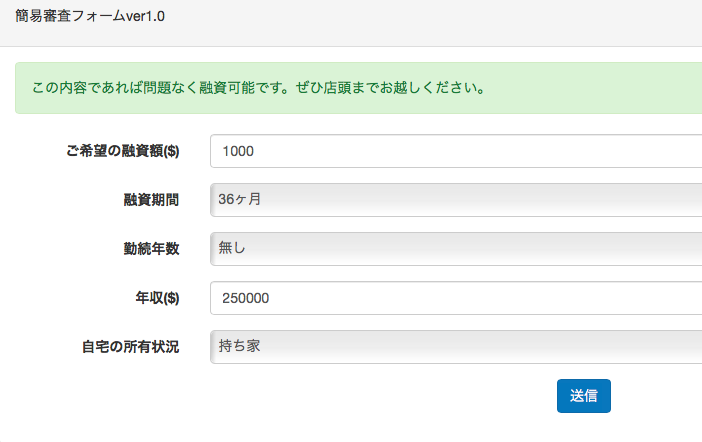 簡易審査フォームver1.0
この内容であれば問題なく融資可能です。ぜひ店頭までお越しください。
ご希望の融資額($) 1000
融資期間 36ヶ月
勤続年数 無し
年収($) 250000
自宅の所有状況 持ち家
送信